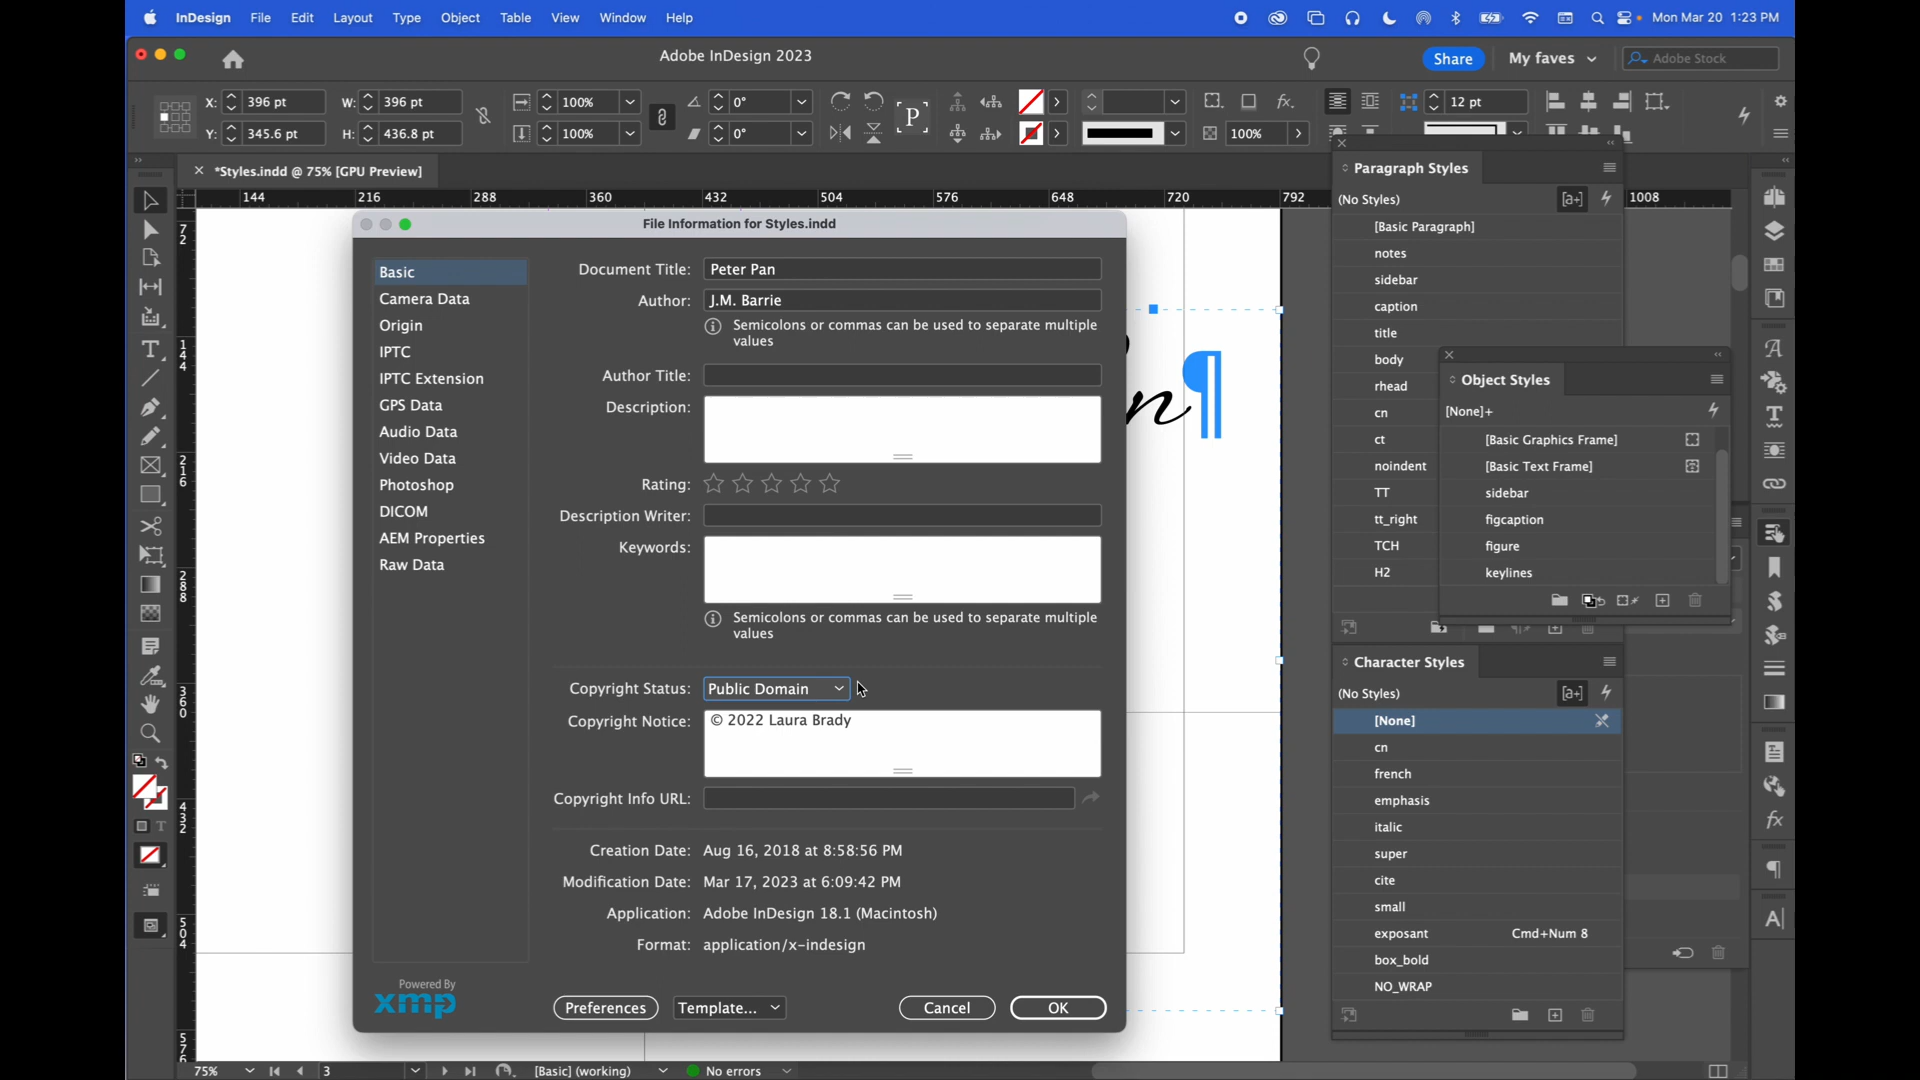 InDesign File Edit Layout Type Object Table View Window Help Mon Mar 20 1:23 PM
Adobe InDesign 2023 Share My faves Adobe Stock
X: 396 pt W: 396 pt 100% 0° 12 pt
Y: 345.6 pt H: 436.8 pt 100% 0° 100%
P
*Styles.indd @ 75% [GPU Preview]
144 216 288 360 432 504 576 648 720 792 1008
72
144
216
288
360
432
504
576
n¶
File Information for Styles.indd
Basic
Camera Data
Origin
IPTC
IPTC Extension
GPS Data
Audio Data
Video Data
Photoshop
DICOM
AEM Properties
Raw Data
Powered By
xmp
Document Title: Peter Pan
Author: J.M. Barrie
Semicolons or commas can be used to separate multiple
values
Author Title:
Description:
Rating:
Description Writer:
Keywords:
Semicolons or commas can be used to separate multiple
values
Copyright Status: Public Domain
Copyright Notice: © 2022 Laura Brady
Copyright Info URL:
Creation Date: Aug 16, 2018 at 8:58:56 PM
Modification Date: Mar 17, 2023 at 6:09:42 PM
Application: Adobe InDesign 18.1 (Macintosh)
Format: application/x-indesign
Preferences Template... Cancel OK
Paragraph Styles
(No Styles) [a+]
[Basic Paragraph]
notes
sidebar
caption
title
body
rhead
cn
ct
noindent
TT
tt_right
TCH
H2
Object Styles
[None]+
[Basic Graphics Frame]
[Basic Text Frame]
sidebar
figcaption
figure
keylines
Character Styles
(No Styles) [a+]
[None]
cn
french
emphasis
italic
super
cite
small
exposant Cmd+Num 8
box_bold
NO_WRAP
75% 3 [Basic] (working) No errors